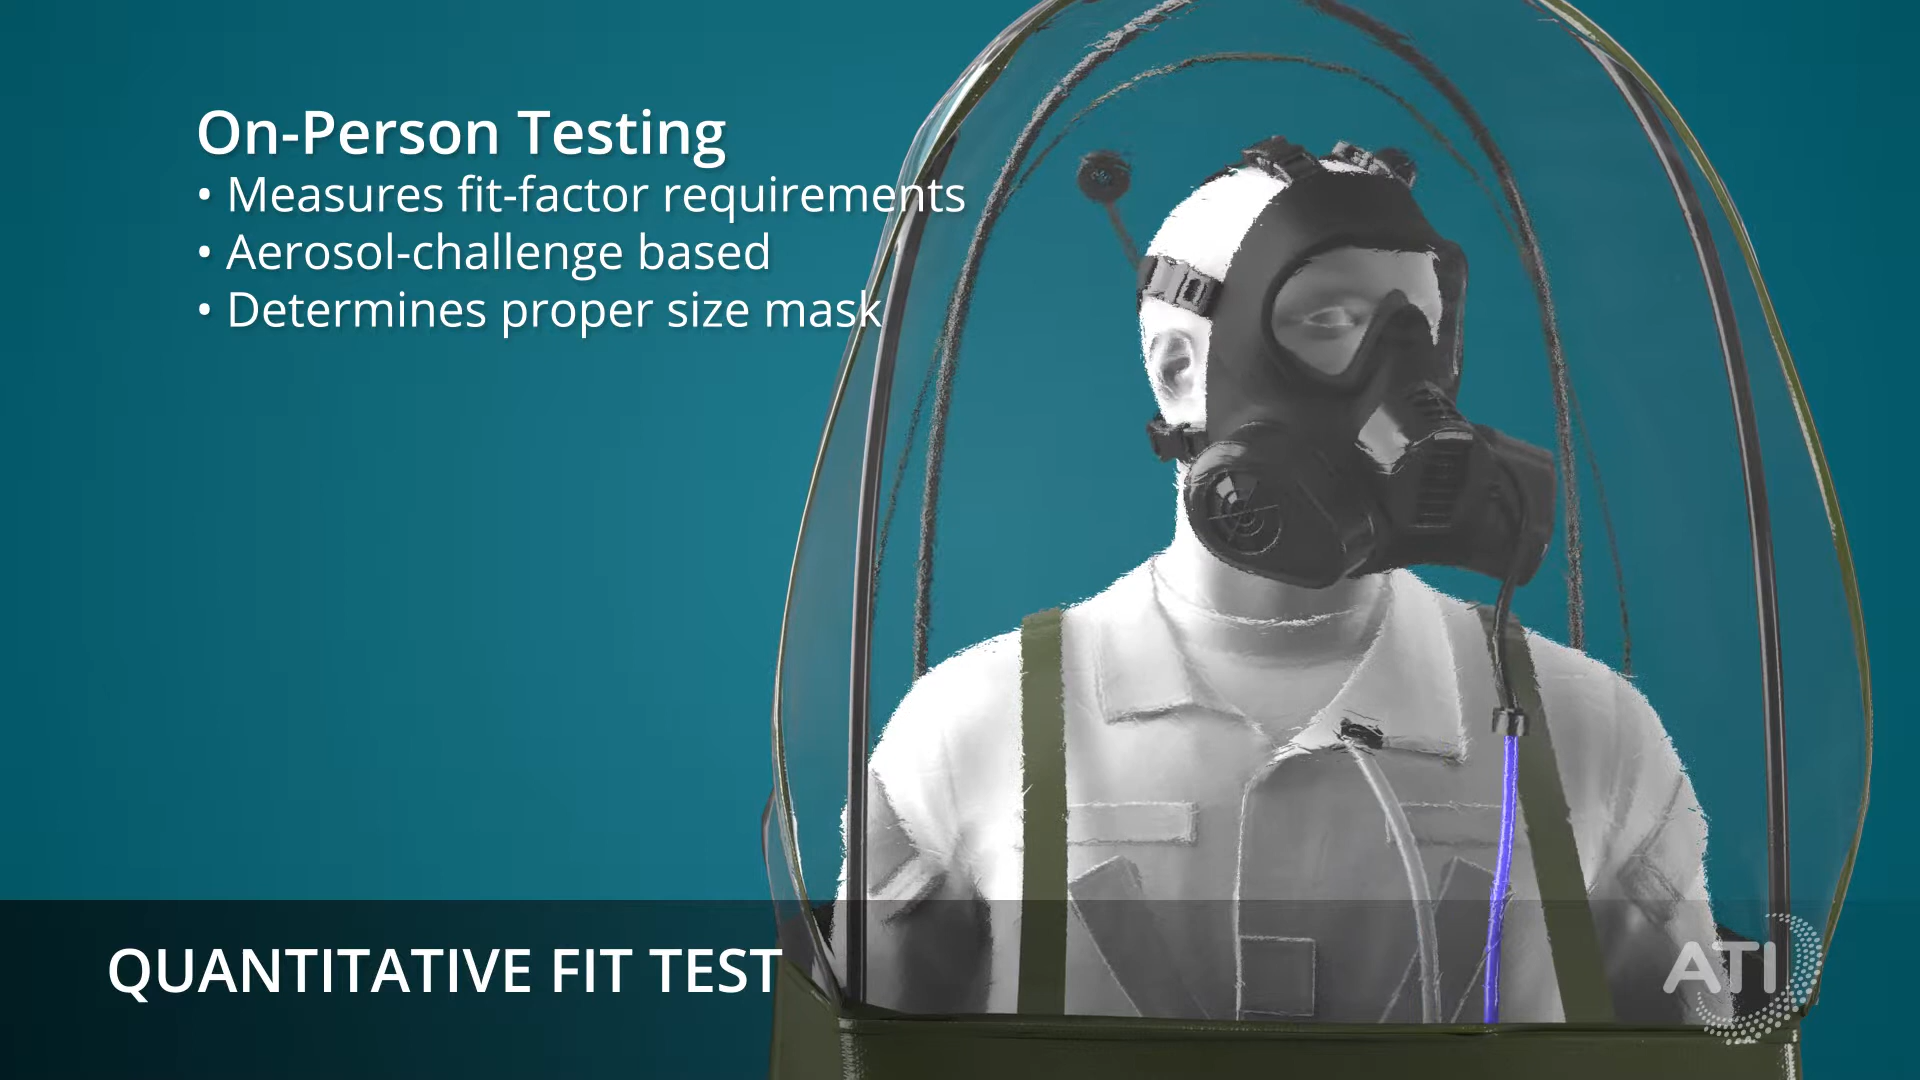 On-Person Testing
• Measures fit-factor requirements
• Aerosol-challenge based
• Determines proper size mask
QUANTITATIVE FIT TEST
ATI